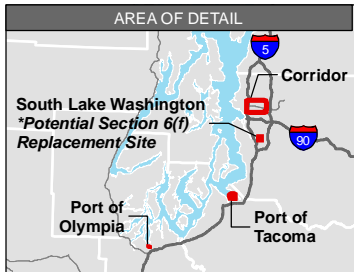 AREA OF DETAIL
5
Corridor
South Lake Washington
*Potential Section 6(f)
Replacement Site
90
Port of
Olympia
Port of
Tacoma